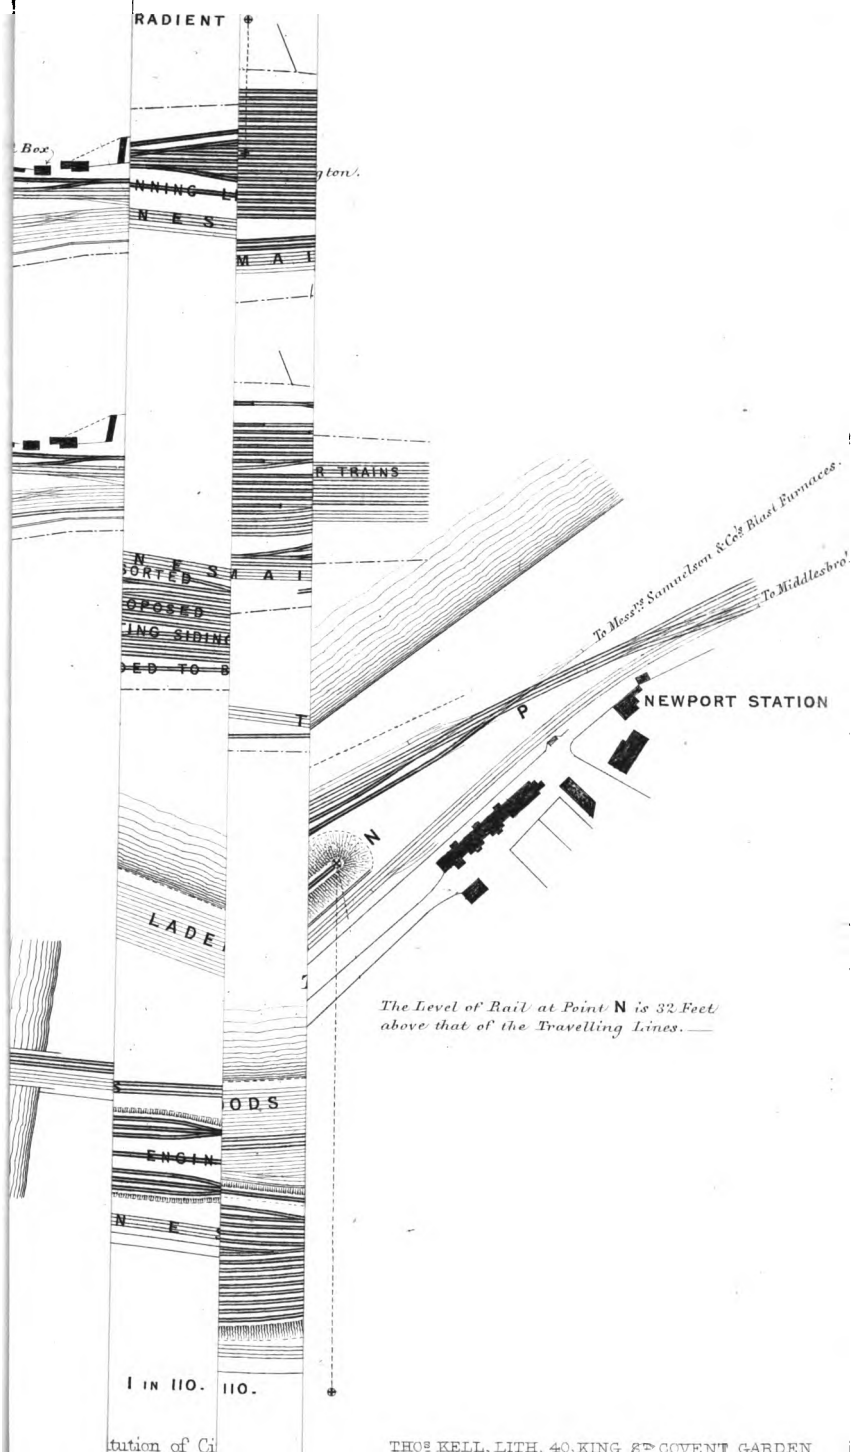 RADIENT
Box
gton.
NNING L
N E S
M A I
R TRAINS
N E S
SORTED
M A I
OPOSED
ING SIDING
DED TO B
To Messrs. Samuelson & Co's. Blast Furnaces.
To Middlesbro'
T
P
NEWPORT STATION
N
LADE
T
The Level of Rail at Point N is 32 Feet
above that of the Travelling Lines.
S
OODS
ENGIN
N E S
1 IN 110. 110.
tution of Ci
THOS. KELL, LITH. 40, KING ST. COVENT GARDEN